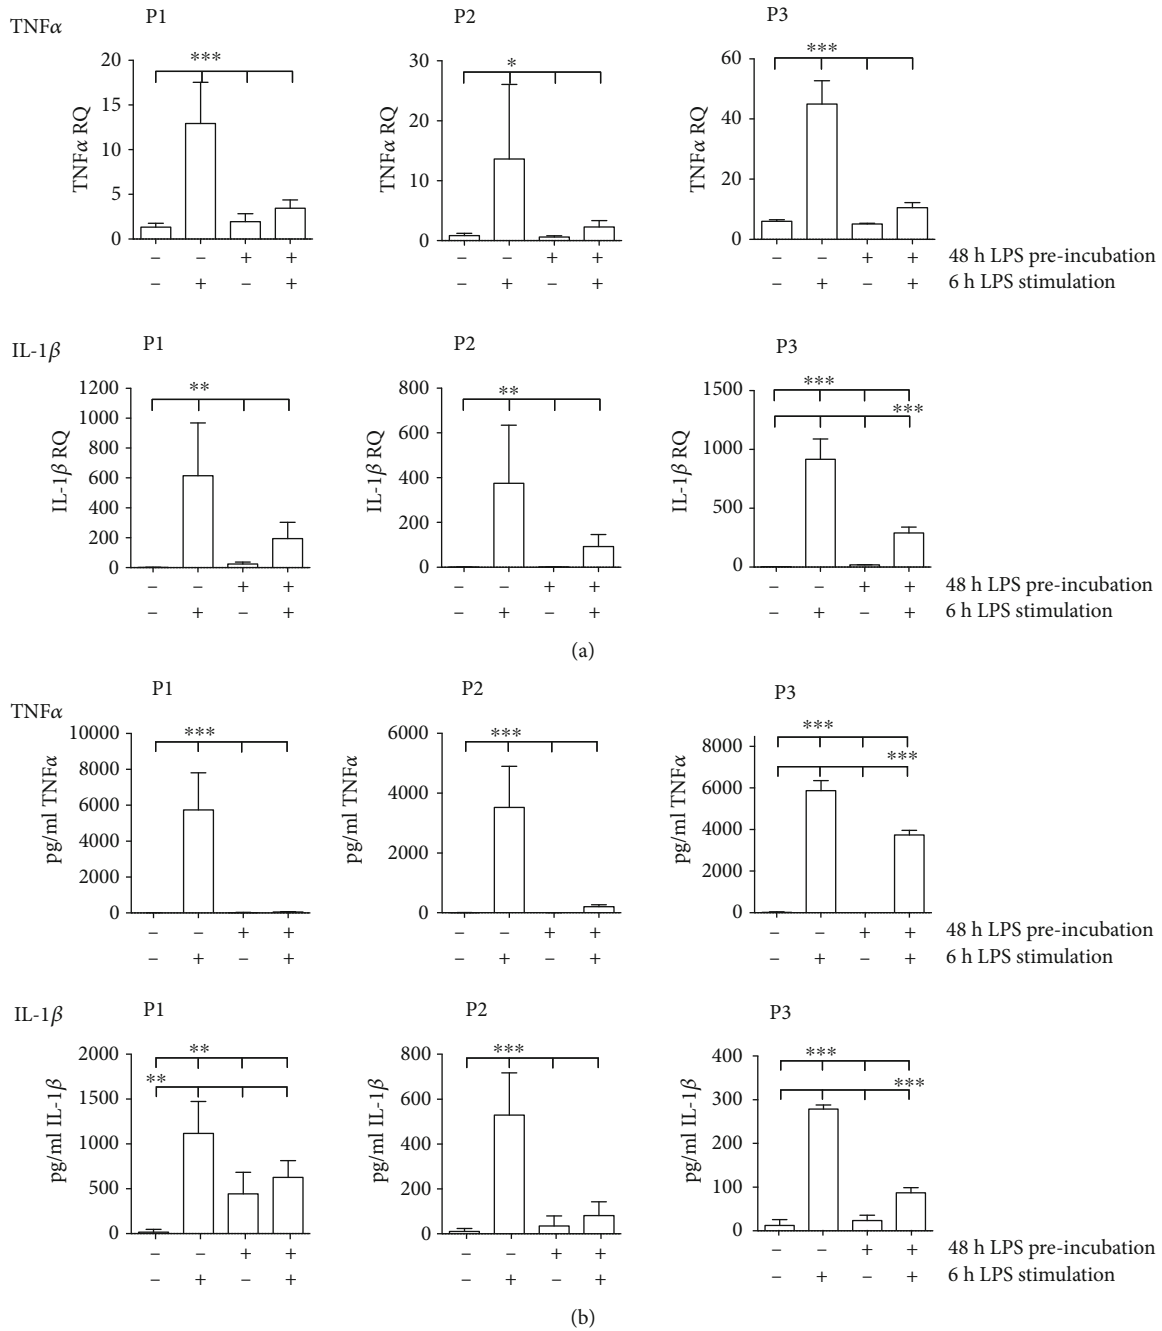 TNFα P1 P2 P3
*** * ***
TNFα RQ
20
15
10
5
0
TNFα RQ
30
20
10
0
TNFα RQ
60
40
20
0
– – + + – – + + – – + + 48 h LPS pre-incubation
– + – + – + – + – + – + 6 h LPS stimulation
IL-1β P1 P2 P3
** ** *** ***
IL-1β RQ
1200
1000
800
600
400
200
0
IL-1β RQ
800
600
400
200
0
IL-1β RQ
1500
1000
500
0
– – + + – – + + – – + + 48 h LPS pre-incubation
– + – + – + – + – + – + 6 h LPS stimulation
(a)
TNFα P1 P2 P3
*** *** *** ***
pg/ml TNFα
10000
8000
6000
4000
2000
0
pg/ml TNFα
6000
4000
2000
0
pg/ml TNFα
8000
6000
4000
2000
0
– – + + – – + + – – + + 48 h LPS pre-incubation
– + – + – + – + – + – + 6 h LPS stimulation
IL-1β P1 P2 P3
** ** *** *** ***
pg/ml IL-1β
2000
1500
1000
500
0
pg/ml IL-1β
800
600
400
200
0
pg/ml IL-1β
400
300
200
100
0
– – + + – – + + – – + + 48 h LPS pre-incubation
– + – + – + – + – + – + 6 h LPS stimulation
(b)